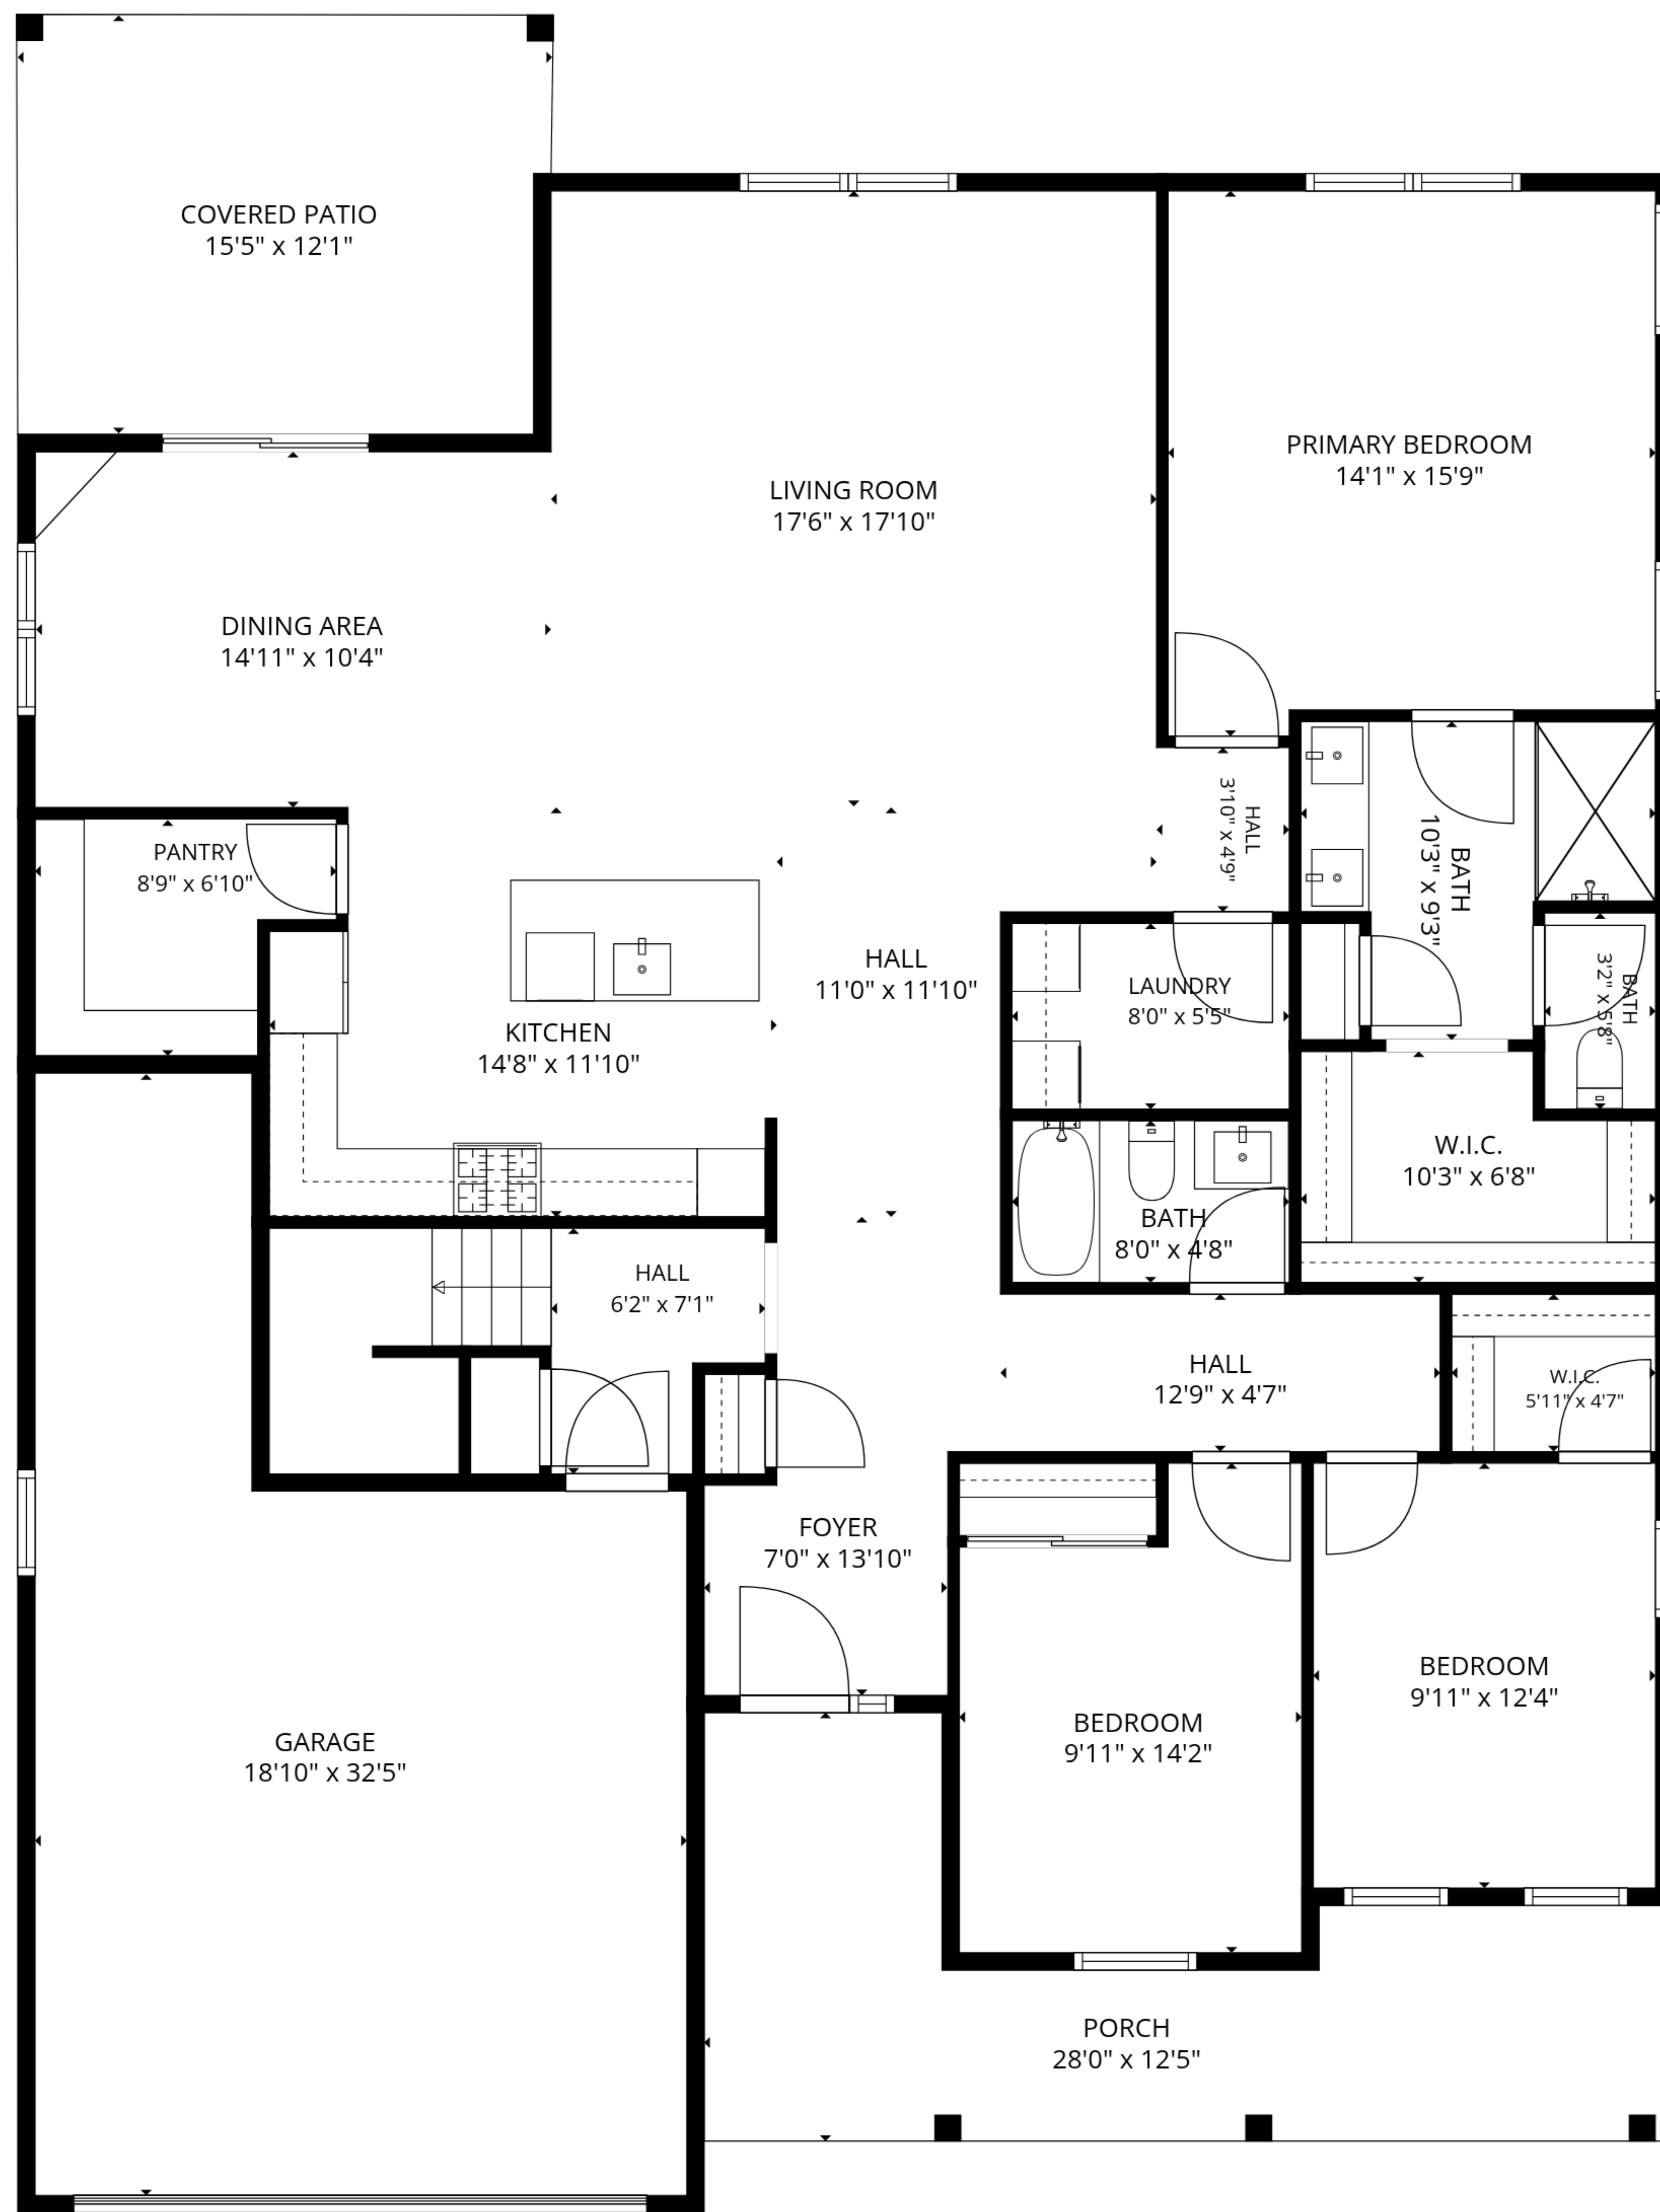 COVERED PATIO
15'5" x 12'1"
PRIMARY BEDROOM
14'1" x 15'9"
LIVING ROOM
17'6" x 17'10"
DINING AREA
14'11" x 10'4"
HALL
3'10" x 4'9"
PANTRY
8'9" x 6'10"
BATH
10'3" x 9'3"
HALL
11'0" x 11'10"
LAUNDRY
8'0" x 5'5"
BATH
3'2" x 5'8"
KITCHEN
14'8" x 11'10"
W.I.C.
10'3" x 6'8"
BATH
8'0" x 4'8"
HALL
6'2" x 7'1"
HALL
12'9" x 4'7"
W.I.C.
5'11" x 4'7"
FOYER
7'0" x 13'10"
BEDROOM
9'11" x 12'4"
BEDROOM
9'11" x 14'2"
GARAGE
18'10" x 32'5"
PORCH
28'0" x 12'5"